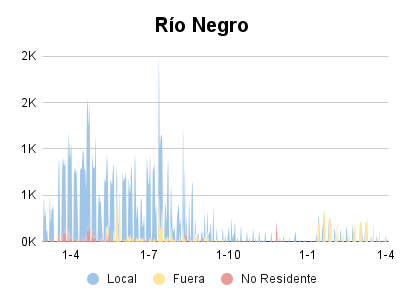 Río Negro
2K
2K
1K
1K
0K
1-4
1-7
1-10
1-1
1-4
Local
Fuera
No Residente